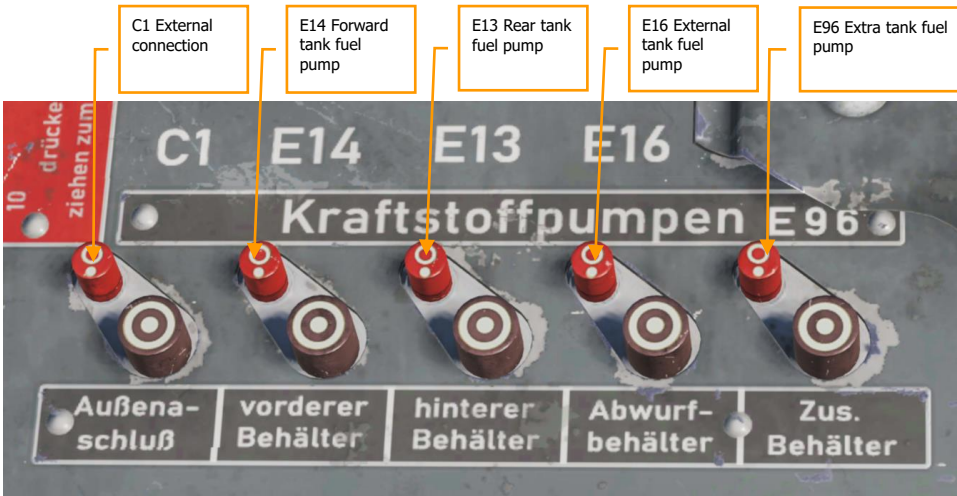 C1 External
connection
E14 Forward
tank fuel
pump
E13 Rear tank
fuel pump
E16 External
tank fuel
pump
E96 Extra tank fuel
pump
10 drücke
ziehen zum
C1 E14 E13 E16
Kraftstoffpumpen E96
Außena-
schluß
vorderer
Behälter
hinterer
Behälter
Abwurf-
behälter
Zus.
Behälter